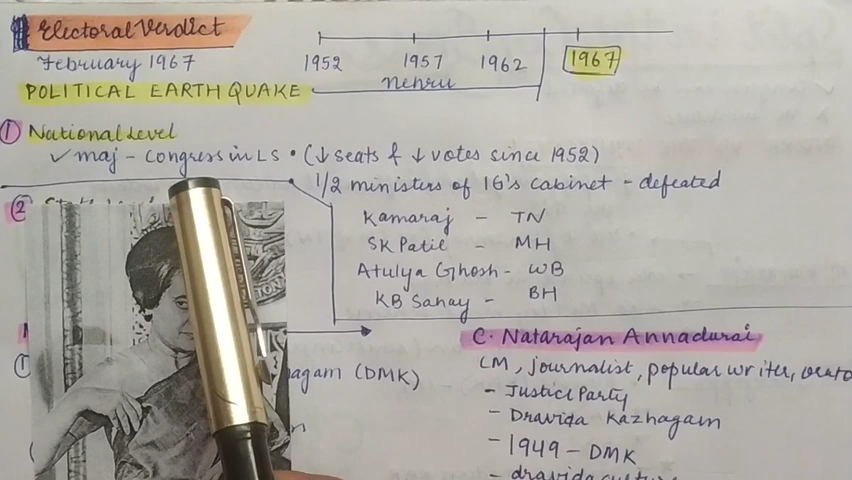 Electoral Verdict
February 1967
POLITICAL EARTHQUAKE
1952 1957 1962 1967
Nehru
① National Level
✓ maj - Congress in LS • (↓ seats & ↓ votes since 1952)
1/2 ministers of IG's cabinet - defeated
②
Kamaraj - TN
SK Patil - MH
Atulya Ghosh - WB
KB Sahay - BH
C. Natarajan Annadurai
①
agam (DMK)
CM, journalist, popular writer, orato
- Justice Party
- Dravida Kazhagam
- 1949 - DMK
- dravida culture